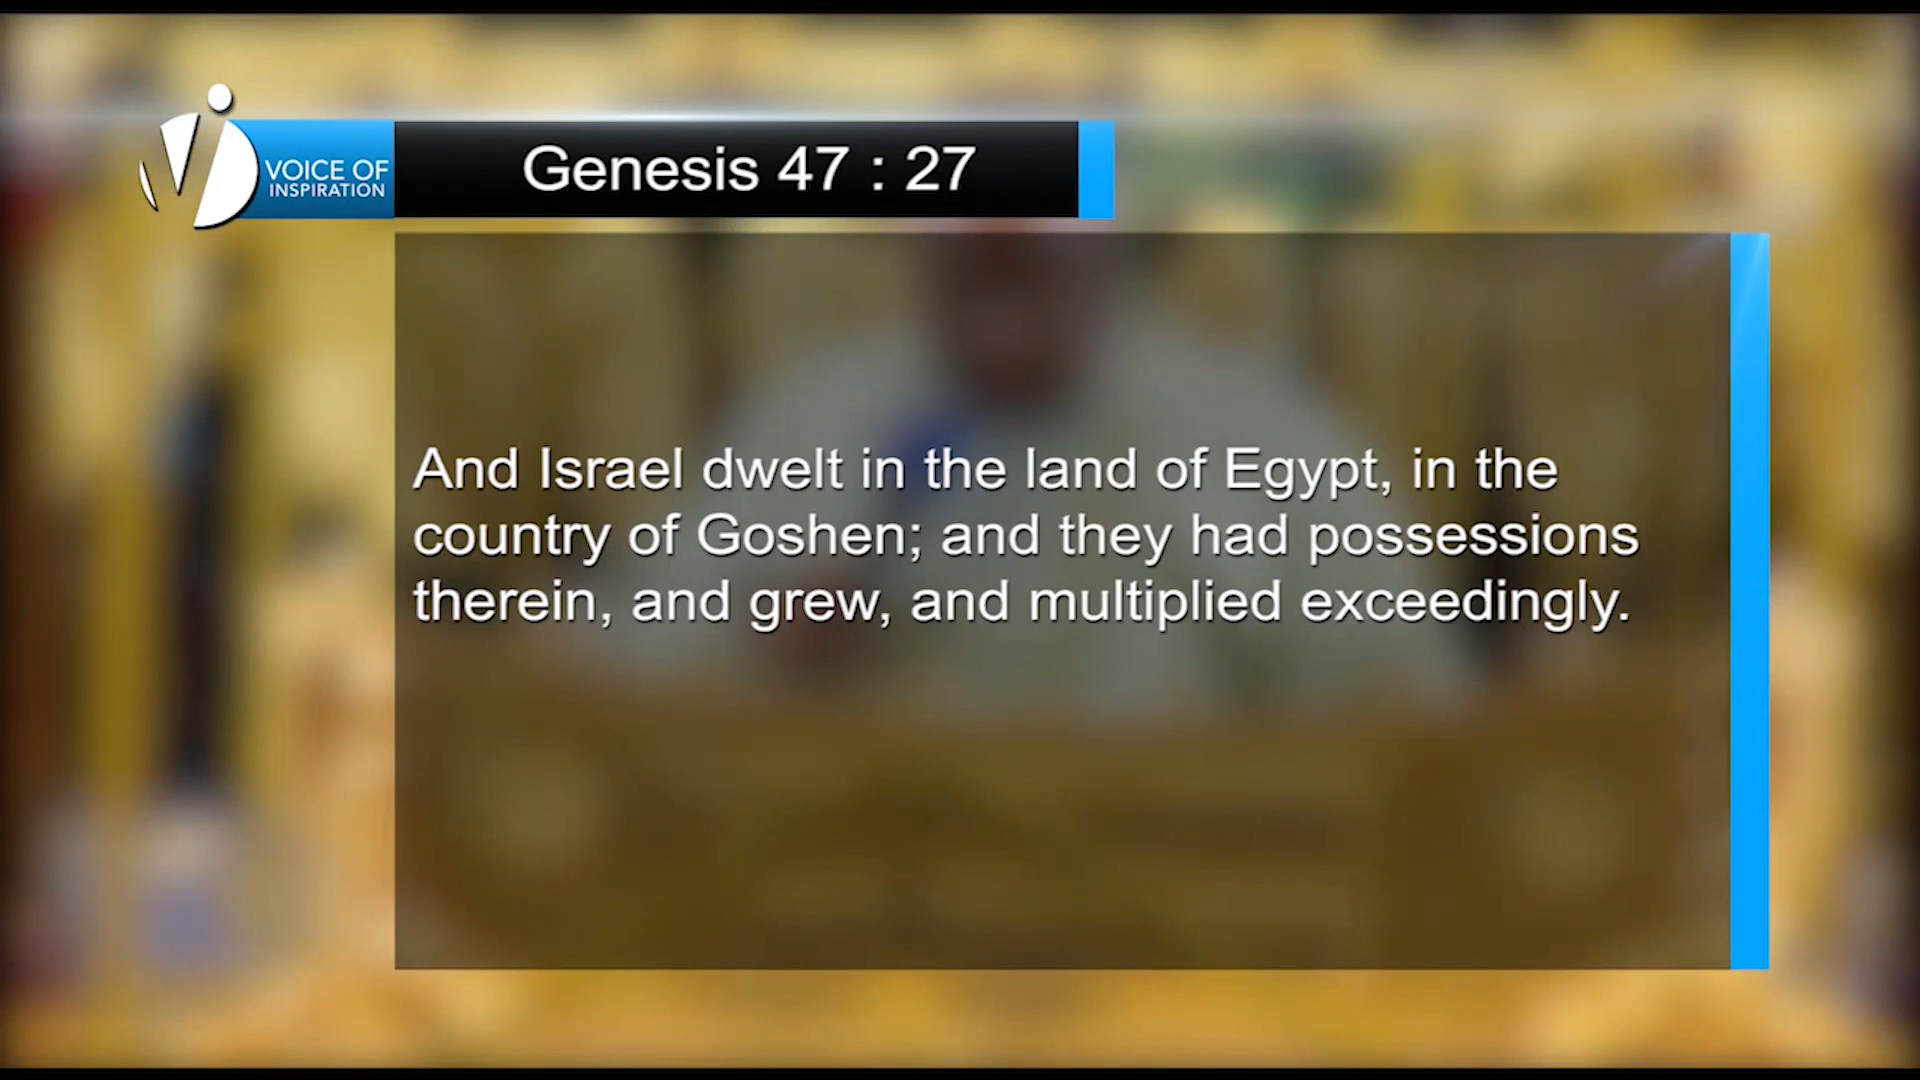 VOICE OF
INSPIRATION
Genesis 47 : 27
And Israel dwelt in the land of Egypt, in the
country of Goshen; and they had possessions
therein, and grew, and multiplied exceedingly.